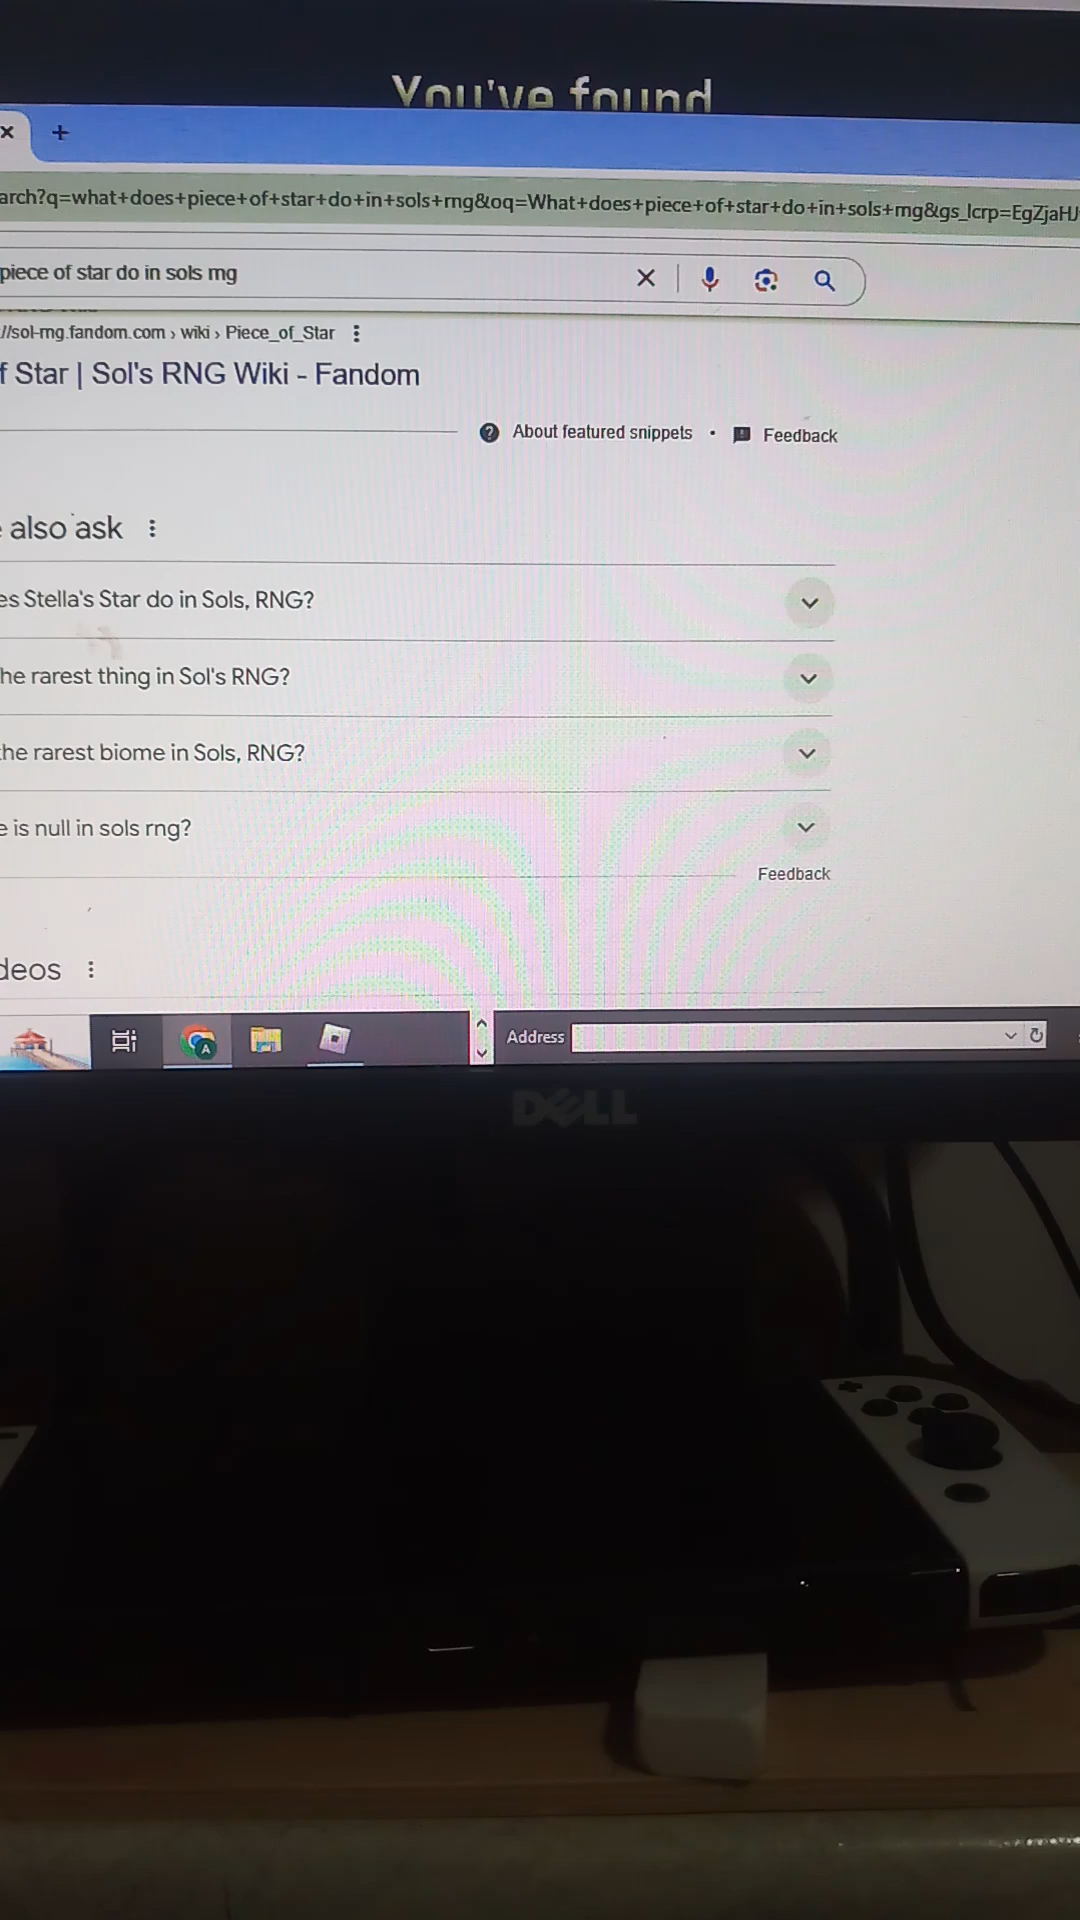 You've found
arch?q=what+does+piece+of+star+do+in+sols+rng&oq=What+does+piece+of+star+do+in+sols+rng&gs_lcrp=EgZjaHJ
piece of star do in sols rng
//sol-rng.fandom.com › wiki › Piece_of_Star
f Star | Sol's RNG Wiki - Fandom
About featured snippets • Feedback
also ask
es Stella's Star do in Sols, RNG?
he rarest thing in Sol's RNG?
the rarest biome in Sols, RNG?
e is null in sols rng?
Feedback
deos
A
Address
DELL